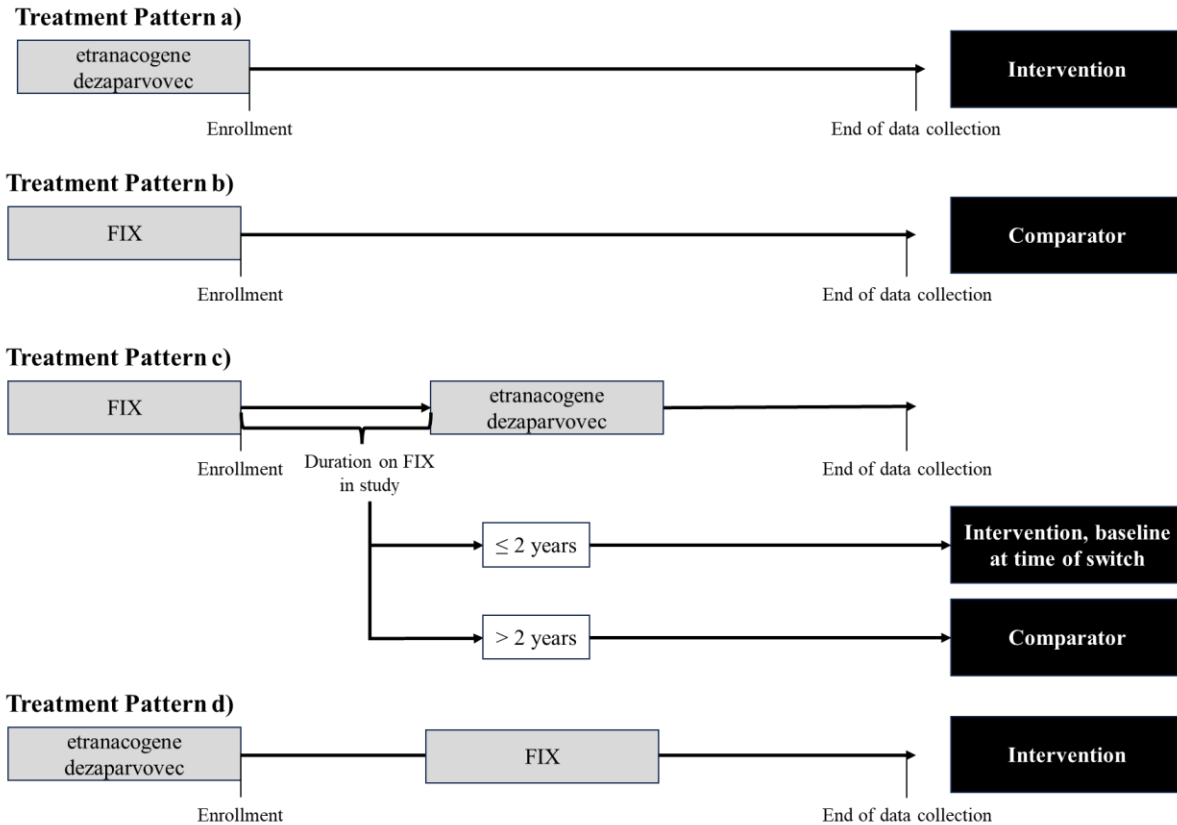 Treatment Pattern a)
etranacogene
dezaparvovec
Intervention
Enrollment
End of data collection
Treatment Pattern b)
FIX
Comparator
Enrollment
End of data collection
Treatment Pattern c)
FIX
etranacogene
dezaparvovec
Enrollment
Duration on FIX
in study
End of data collection
≤ 2 years
Intervention, baseline
at time of switch
> 2 years
Comparator
Treatment Pattern d)
etranacogene
dezaparvovec
FIX
Intervention
Enrollment
End of data collection